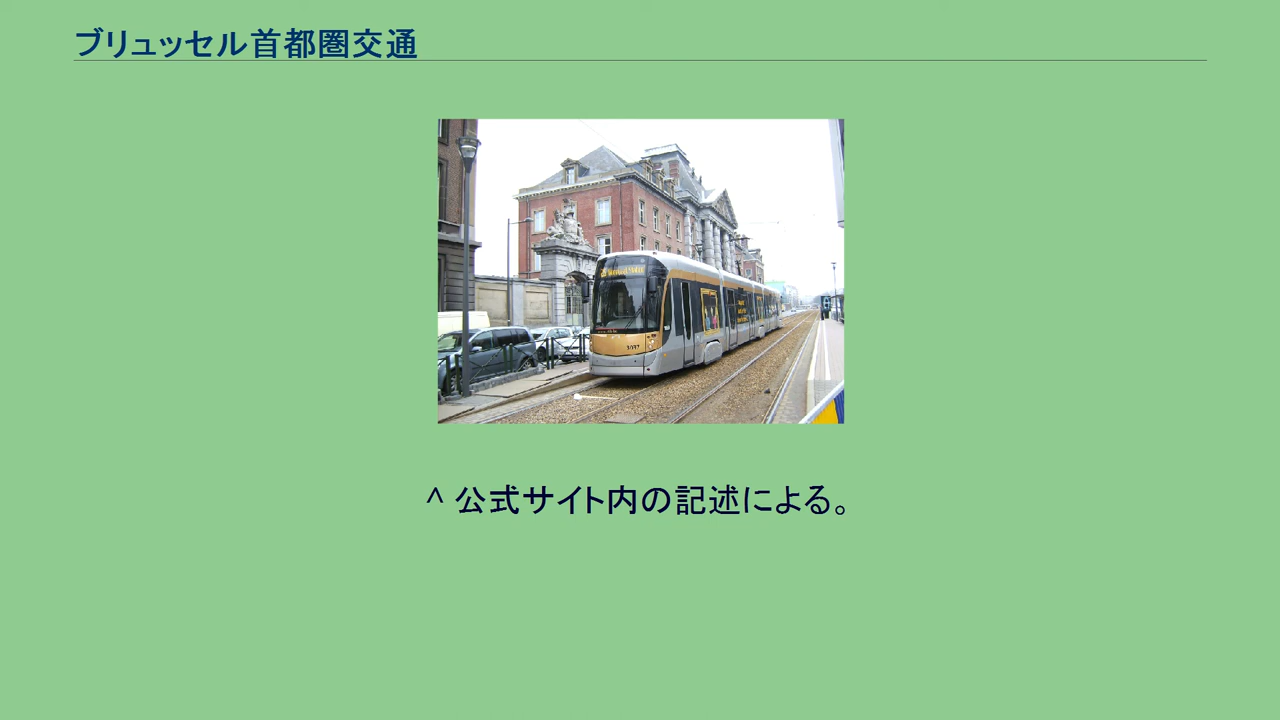 ブリュッセル首都圏交通
^ 公式サイト内の記述による。